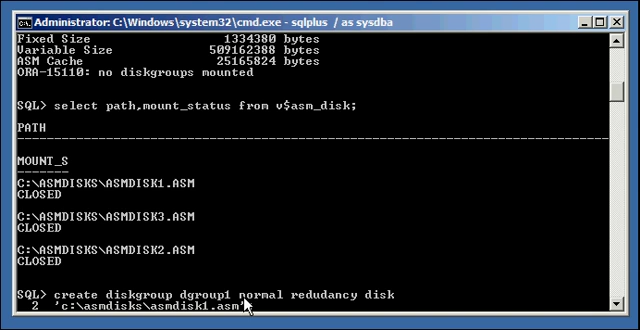 Administrator: C:\Windows\system32\cmd.exe - sqlplus / as sysdba
Fixed Size 1334380 bytes
Variable Size 509162388 bytes
ASM Cache 25165824 bytes
ORA-15110: no diskgroups mounted
SQL> select path,mount_status from v$asm_disk;
PATH
--------------------------------------------------------------------------------
MOUNT_S
-------
C:\ASMDISKS\ASMDISK1.ASM
CLOSED
C:\ASMDISKS\ASMDISK3.ASM
CLOSED
C:\ASMDISKS\ASMDISK2.ASM
CLOSED
SQL> create diskgroup dgroup1 normal redudancy disk
2 'c:\asmdisks\asmdisk1.asm'